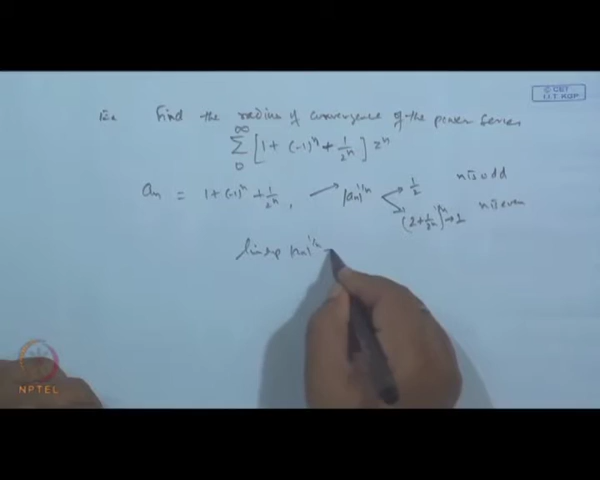 © CET
I.I.T. KGP
Ex. Find the radius of convergence of the power series
∞
∑ [1 + (-1)^n + 1/2^n] z^n
0
a_n = 1 + (-1)^n + 1/2^n , → |a_n|^{1/n} → 1/2 n is odd
(2 + 1/2^n)^{1/n} → 1 n is even
lim sup |a_n|^{1/n} =
NPTEL